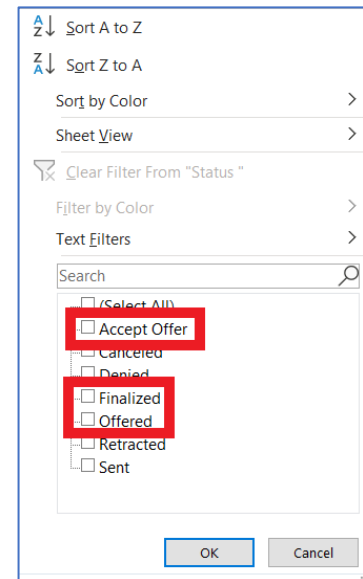 A
Z Sort A to Z
Z
A Sort Z to A
Sort by Color
Sheet View
Clear Filter From "Status "
Filter by Color
Text Filters
Search
(Select All)
Accept Offer
Canceled
Denied
Finalized
Offered
Retracted
Sent
OK Cancel